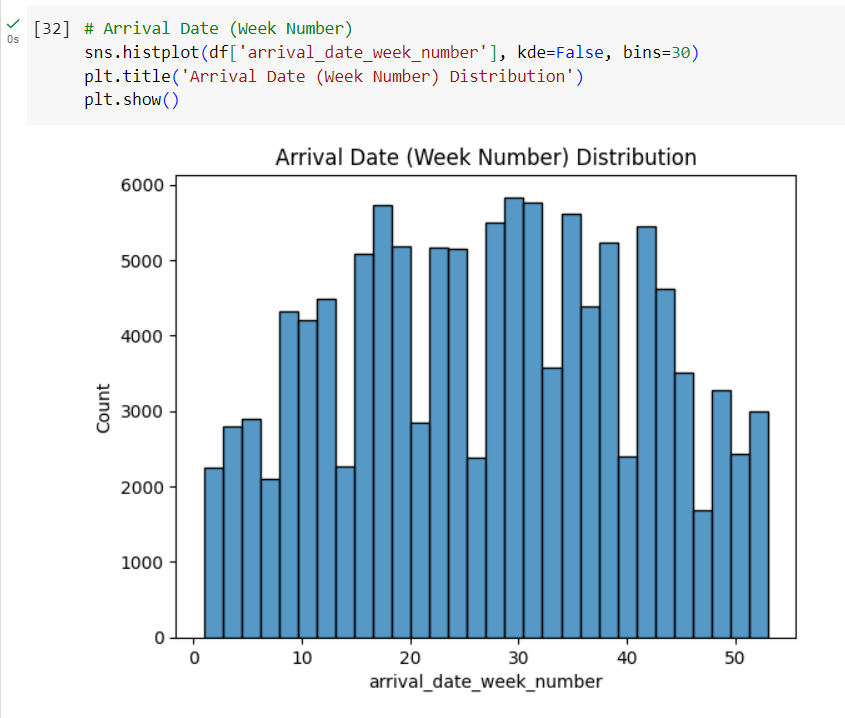 [32] # Arrival Date (Week Number)
0s
sns.histplot(df['arrival_date_week_number'], kde=False, bins=30)
plt.title('Arrival Date (Week Number) Distribution')
plt.show()
Arrival Date (Week Number) Distribution
6000
5000
4000
3000
2000
1000
0
Count
0 10 20 30 40 50
arrival_date_week_number